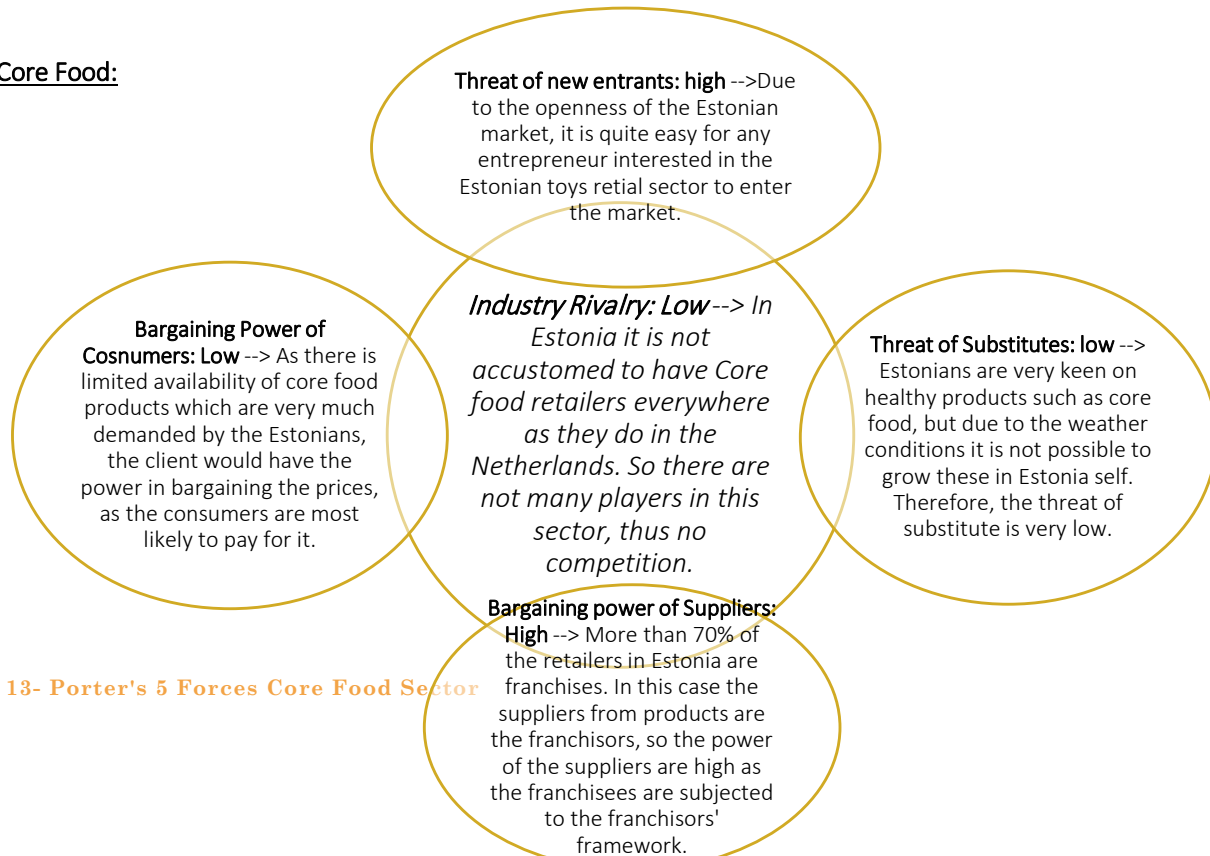 Core Food:
Threat of new entrants: high -->Due
to the openness of the Estonian
market, it is quite easy for any
entrepreneur interested in the
Estonian toys retial sector to enter
the market.
Bargaining Power of
Cosnumers: Low --> As there is
limited availability of core food
products which are very much
demanded by the Estonians,
the client would have the
power in bargaining the prices,
as the consumers are most
likely to pay for it.
Industry Rivalry: Low --> In
Estonia it is not
accustomed to have Core
food retailers everywhere
as they do in the
Netherlands. So there are
not many players in this
sector, thus no
competition.
Threat of Substitutes: low -->
Estonians are very keen on
healthy products such as core
food, but due to the weather
conditions it is not possible to
grow these in Estonia self.
Therefore, the threat of
substitute is very low.
Bargaining power of Suppliers:
High --> More than 70% of
the retailers in Estonia are
franchises. In this case the
suppliers from products are
the franchisors, so the power
of the suppliers are high as
the franchisees are subjected
to the franchisors'
framework.
13- Porter's 5 Forces Core Food Sector